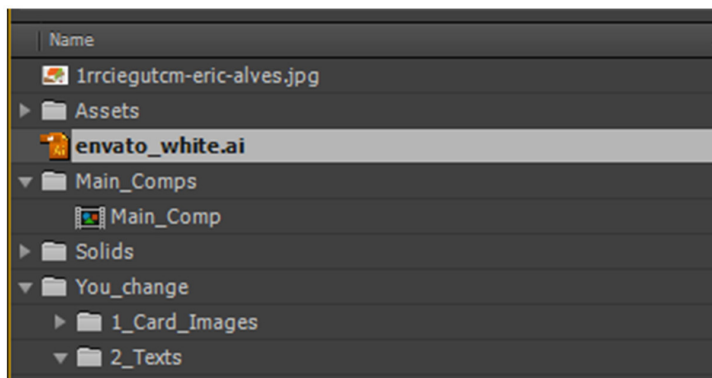 Name
1rrciegutcm-eric-alves.jpg
Assets
envato_white.ai
Main_Comps
Main_Comp
Solids
You_change
1_Card_Images
2_Texts